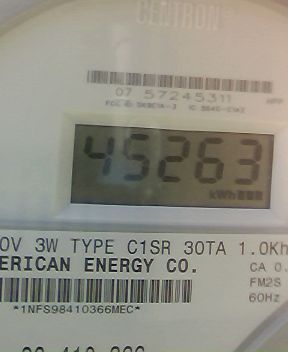 CENTRON
07 57245311
45263
kWh
0V 3W TYPE C1SR 30TA 1.0Kh
ERICAN ENERGY CO.
CA 0.
FM2S
60Hz
*1NFS98410366MEC*